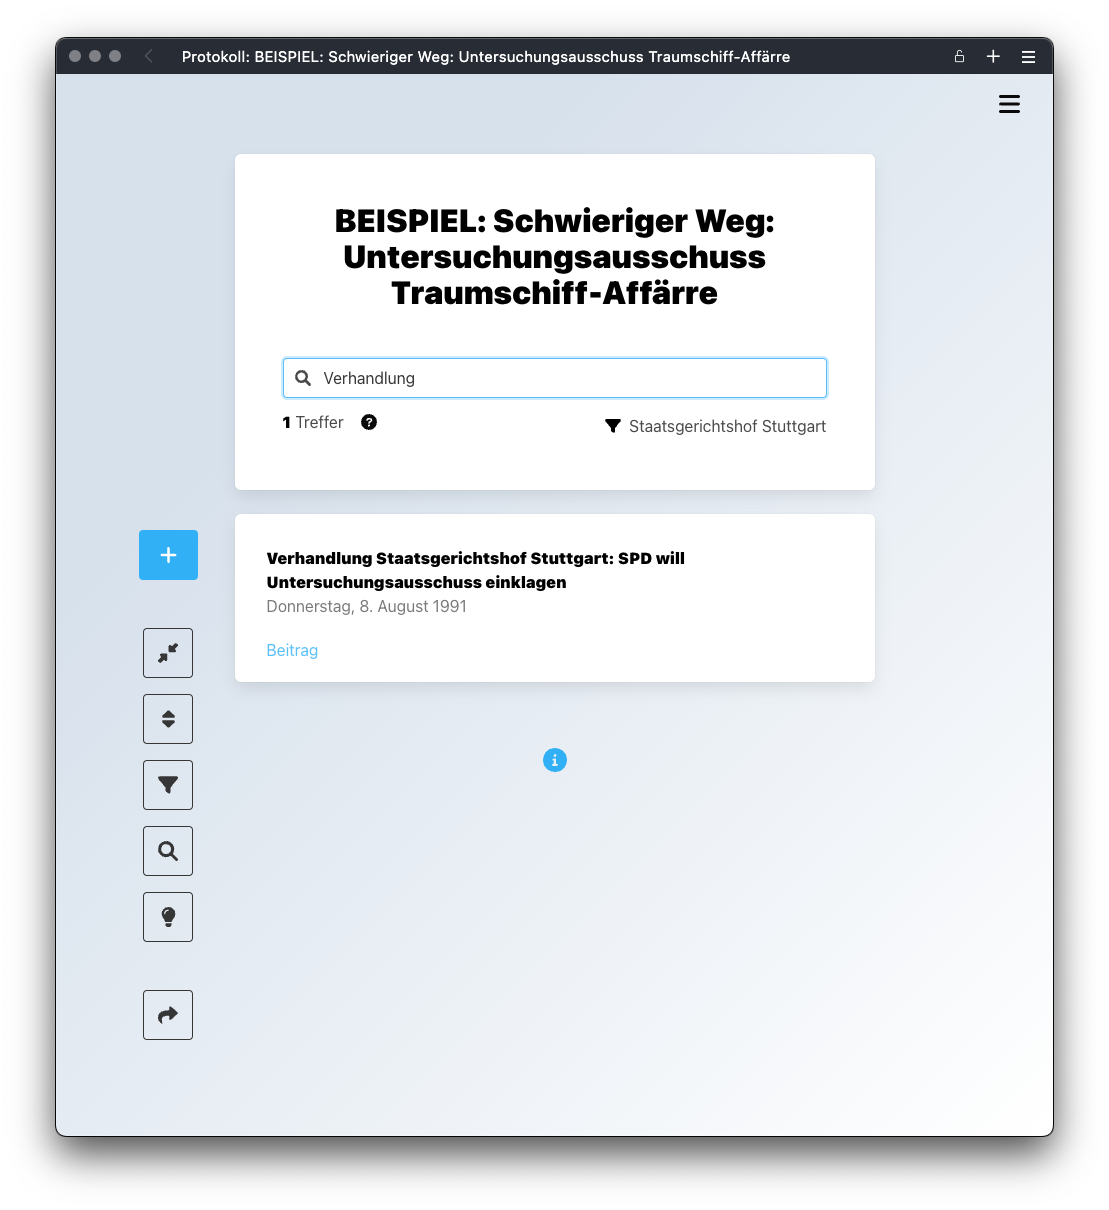 Protokoll: BEISPIEL: Schwieriger Weg: Untersuchungsausschuss Traumschiff-Affärre
BEISPIEL: Schwieriger Weg:
Untersuchungsausschuss
Traumschiff-Affärre
Verhandlung
1 Treffer
Staatsgerichtshof Stuttgart
Verhandlung Staatsgerichtshof Stuttgart: SPD will
Untersuchungsausschuss einklagen
Donnerstag, 8. August 1991
Beitrag